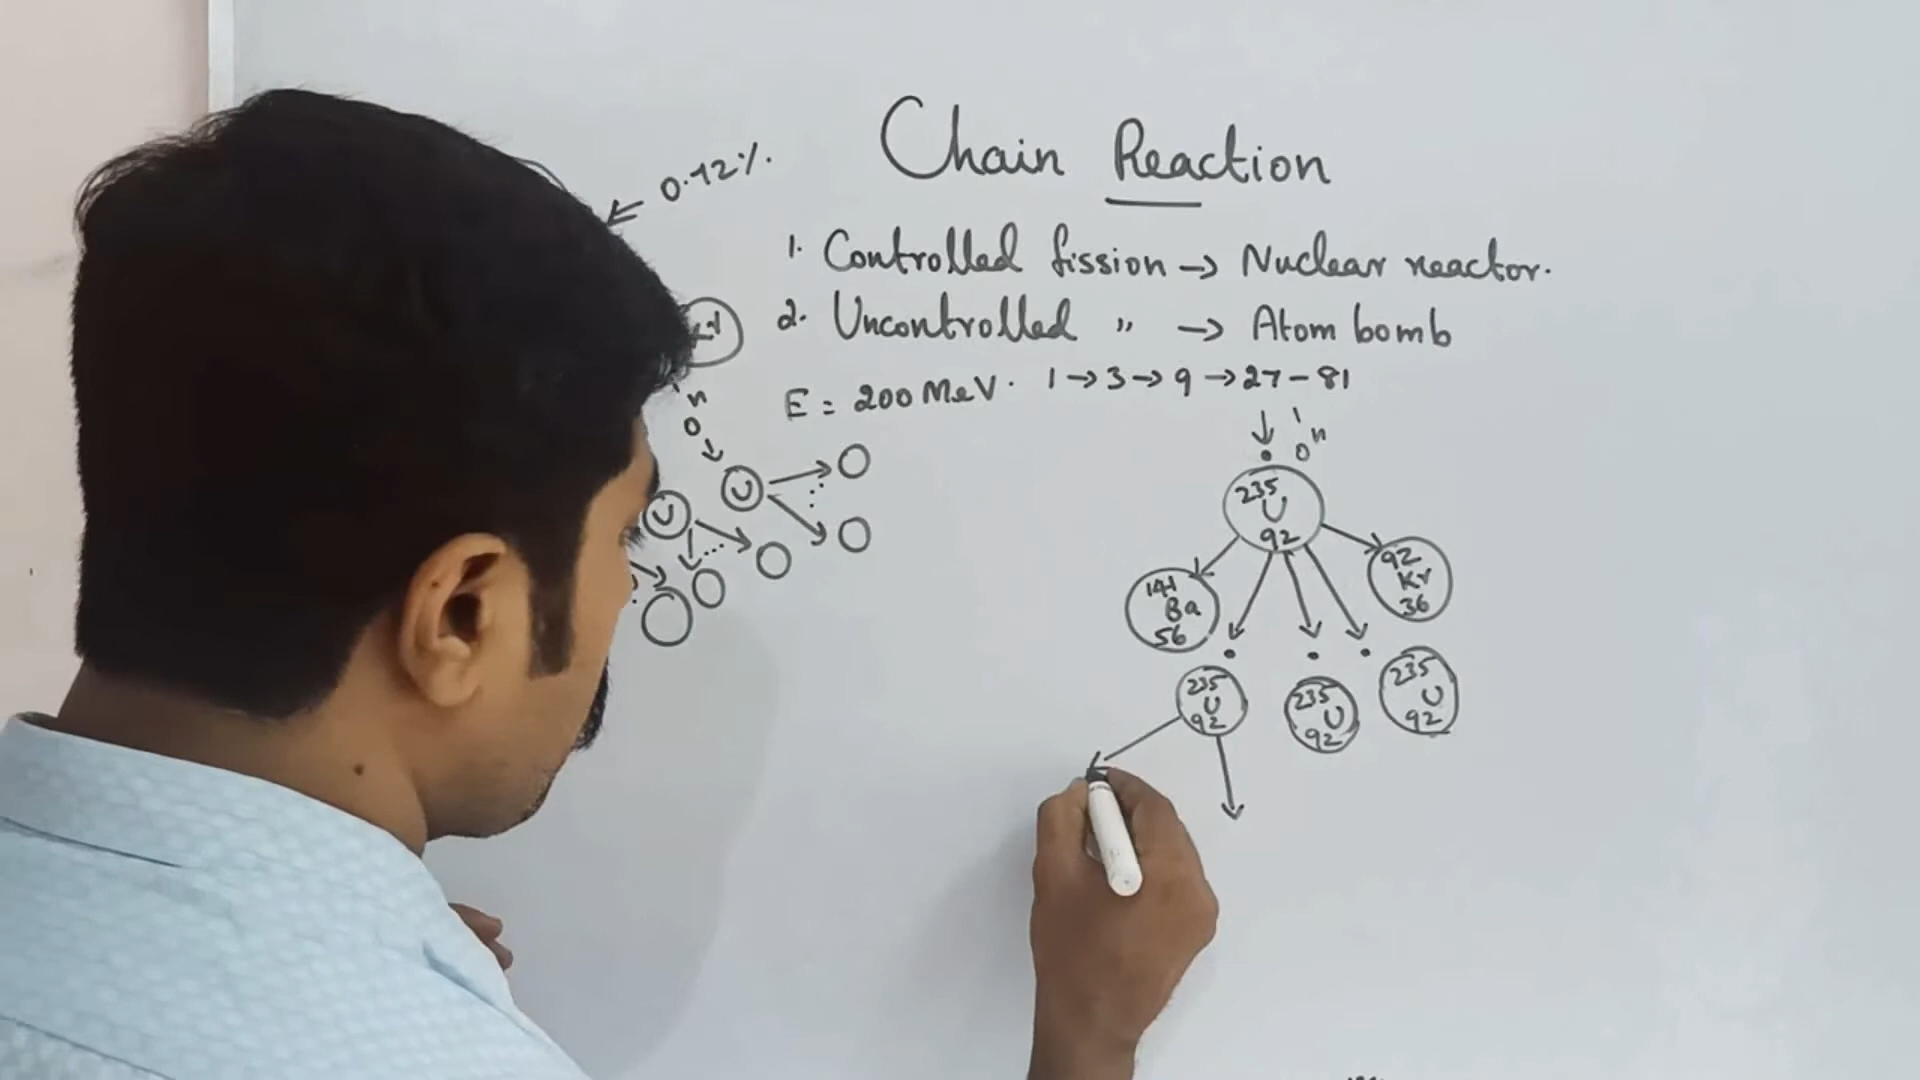 Chain Reaction
0.72%.
1. Controlled fission → Nuclear reactor.
2. Uncontrolled " → Atom bomb
E = 200 MeV. 1 → 3 → 9 → 27 - 81
n
0
1
0 n
U
U
235
U
92
141
Ba
56
92
Kr
36
235
U
92
235
U
92
235
U
92